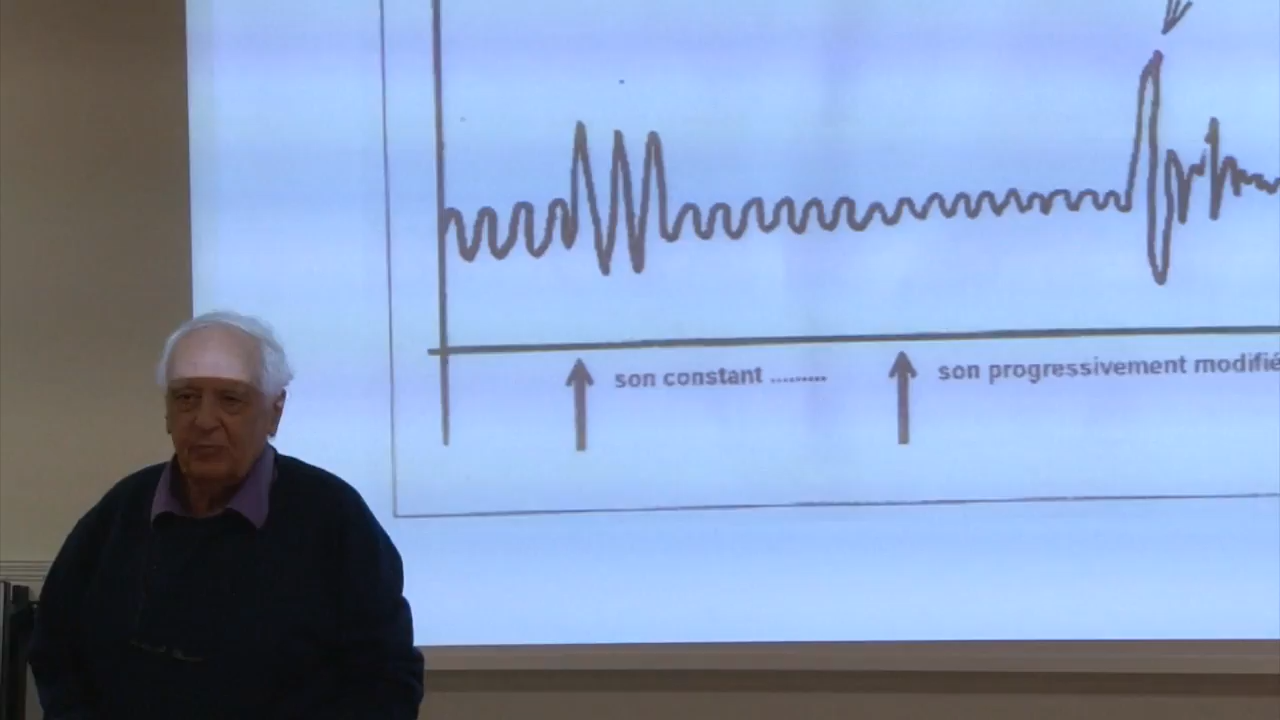 son constant .........
son progressivement modifié